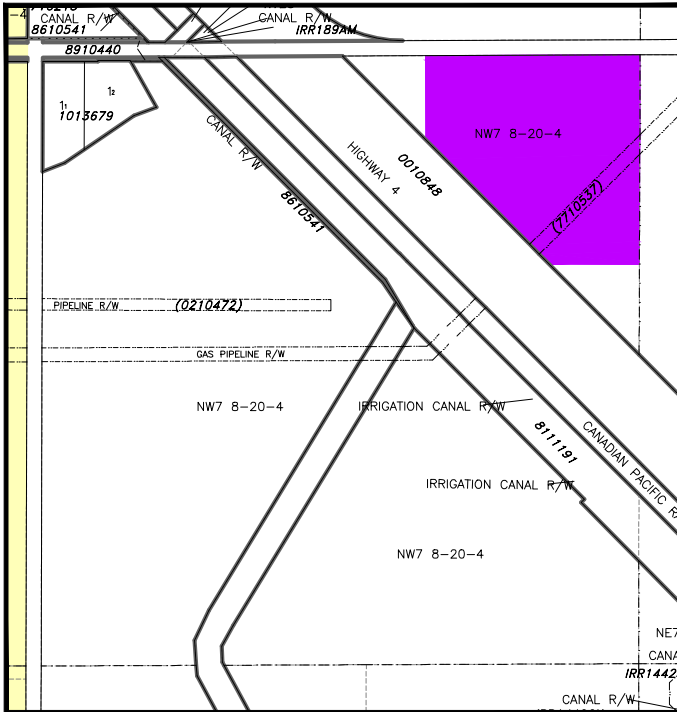 CANAL R/W
8610541
CANAL R/W
IRR189AM
8910440
1₁
1₂
1013679
CANAL R/W
8610541
HIGHWAY 4
0010848
NW7 8-20-4
(7710537)
PIPELINE R/W
(0210472)
GAS PIPELINE R/W
NW7 8-20-4
IRRIGATION CANAL R/W
8111191
CANADIAN PACIFIC R/
IRRIGATION CANAL R/W
NW7 8-20-4
NE7
CANA
IRR1442
CANAL R/W